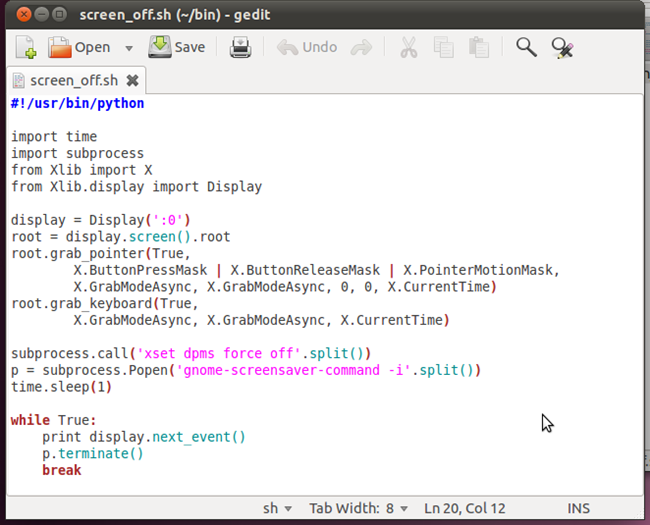 screen_off.sh (~/bin) - gedit
Open Save Undo
screen_off.sh
#!/usr/bin/python

import time
import subprocess
from Xlib import X
from Xlib.display import Display

display = Display(':0')
root = display.screen().root
root.grab_pointer(True,
        X.ButtonPressMask | X.ButtonReleaseMask | X.PointerMotionMask,
        X.GrabModeAsync, X.GrabModeAsync, 0, 0, X.CurrentTime)
root.grab_keyboard(True,
        X.GrabModeAsync, X.GrabModeAsync, X.CurrentTime)

subprocess.call('xset dpms force off'.split())
p = subprocess.Popen('gnome-screensaver-command -i'.split())
time.sleep(1)

while True:
    print display.next_event()
    p.terminate()
    break
sh Tab Width: 8 Ln 20, Col 12 INS